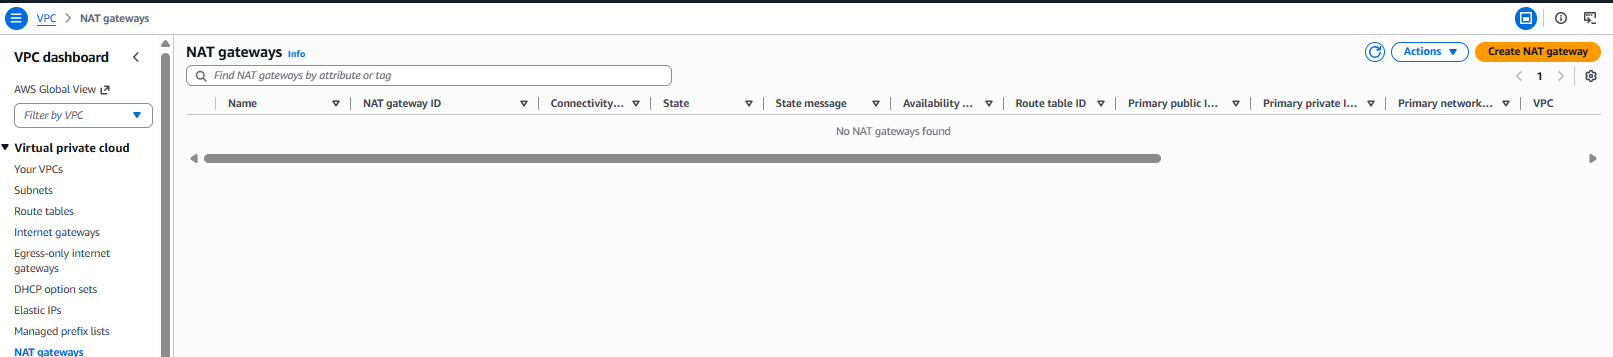 VPC > NAT gateways
VPC dashboard
AWS Global View
Filter by VPC
Virtual private cloud
Your VPCs
Subnets
Route tables
Internet gateways
Egress-only internet
gateways
DHCP option sets
Elastic IPs
Managed prefix lists
NAT gateways
NAT gateways Info
Actions
Create NAT gateway
Find NAT gateways by attribute or tag
1
Name NAT gateway ID Connectivity... State State message Availability ... Route table ID Primary public I... Primary private I... Primary network... VPC
No NAT gateways found